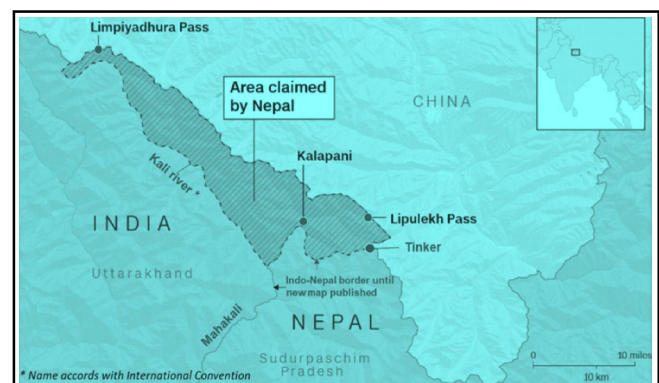 Limpiyadhura Pass
Area claimed
by Nepal
CHINA
Kalapani
Kali river *
Lipulekh Pass
INDIA
Tinker
Uttarakhand
Indo-Nepal border until
new map published
Mahakali
NEPAL
Sudurpaschim
Pradesh
0 10 miles
10 km
* Name accords with International Convention